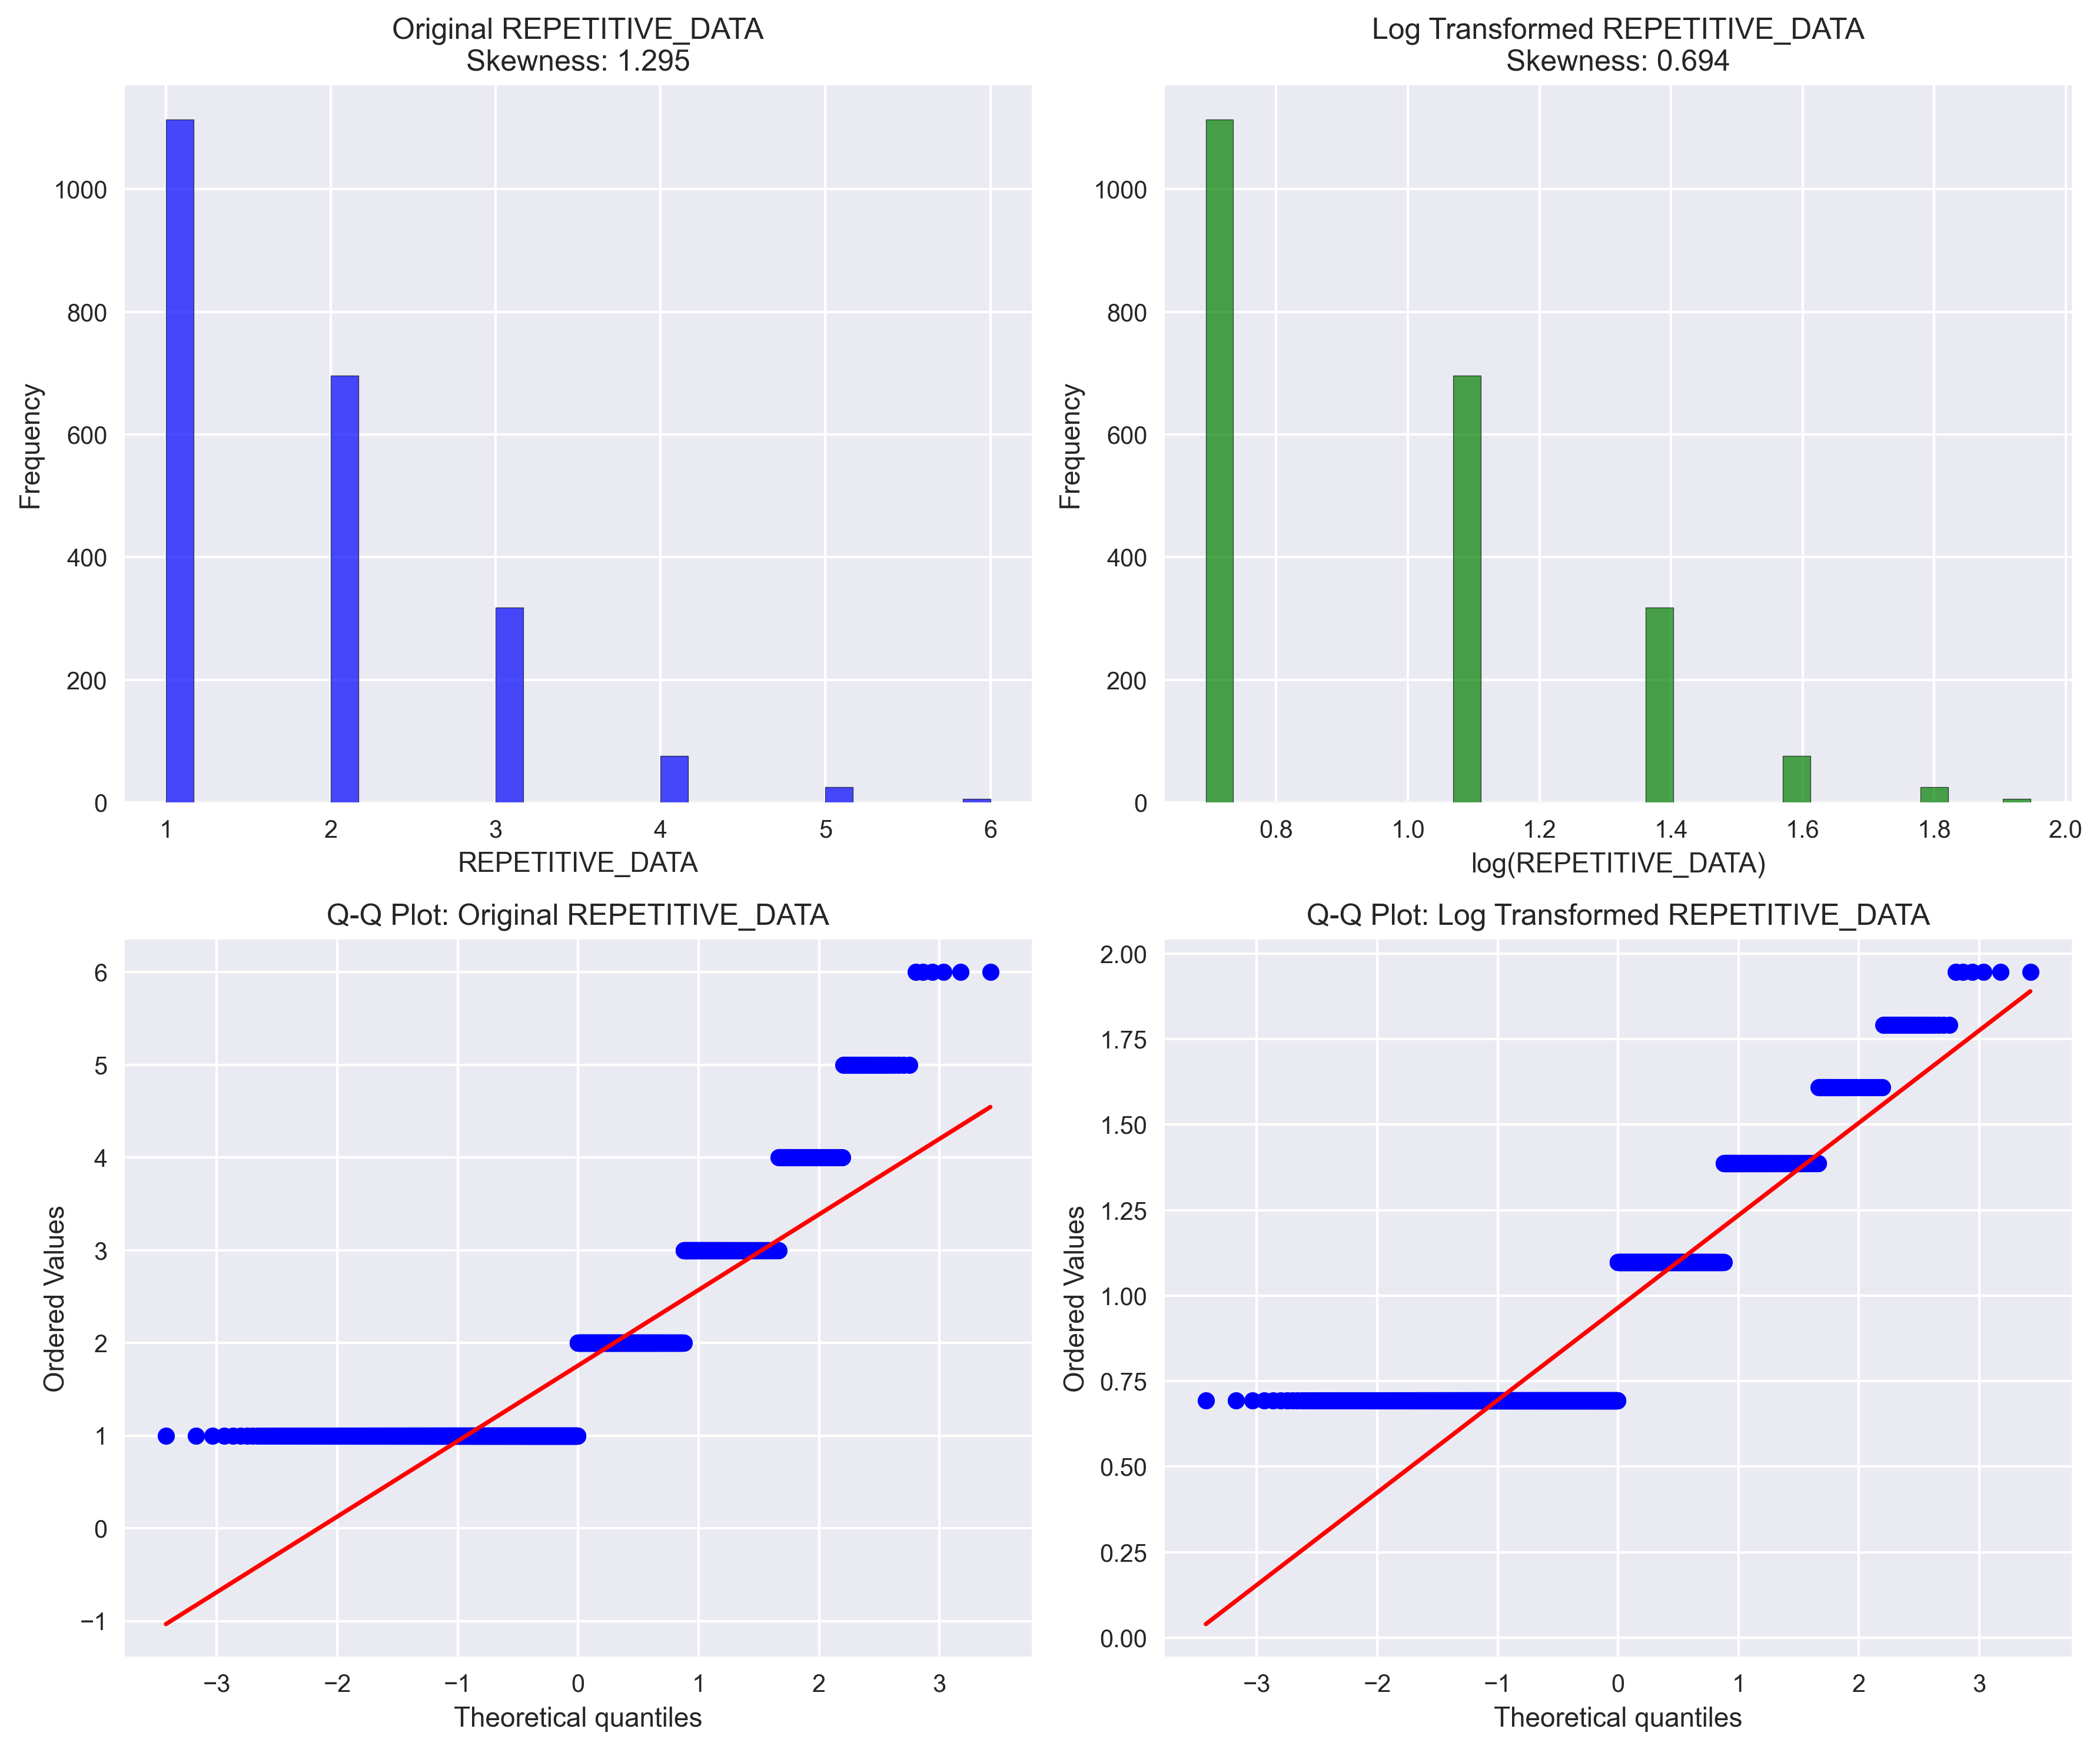 Original REPETITIVE_DATA
Skewness: 1.295
1000
800
600
400
200
0
Frequency
1 2 3 4 5 6
REPETITIVE_DATA
Log Transformed REPETITIVE_DATA
Skewness: 0.694
1000
800
600
400
200
0
Frequency
0.8 1.0 1.2 1.4 1.6 1.8 2.0
log(REPETITIVE_DATA)
Q-Q Plot: Original REPETITIVE_DATA
6
5
4
3
2
1
0
−1
Ordered Values
−3 −2 −1 0 1 2 3
Theoretical quantiles
Q-Q Plot: Log Transformed REPETITIVE_DATA
2.00
1.75
1.50
1.25
1.00
0.75
0.50
0.25
0.00
Ordered Values
−3 −2 −1 0 1 2 3
Theoretical quantiles